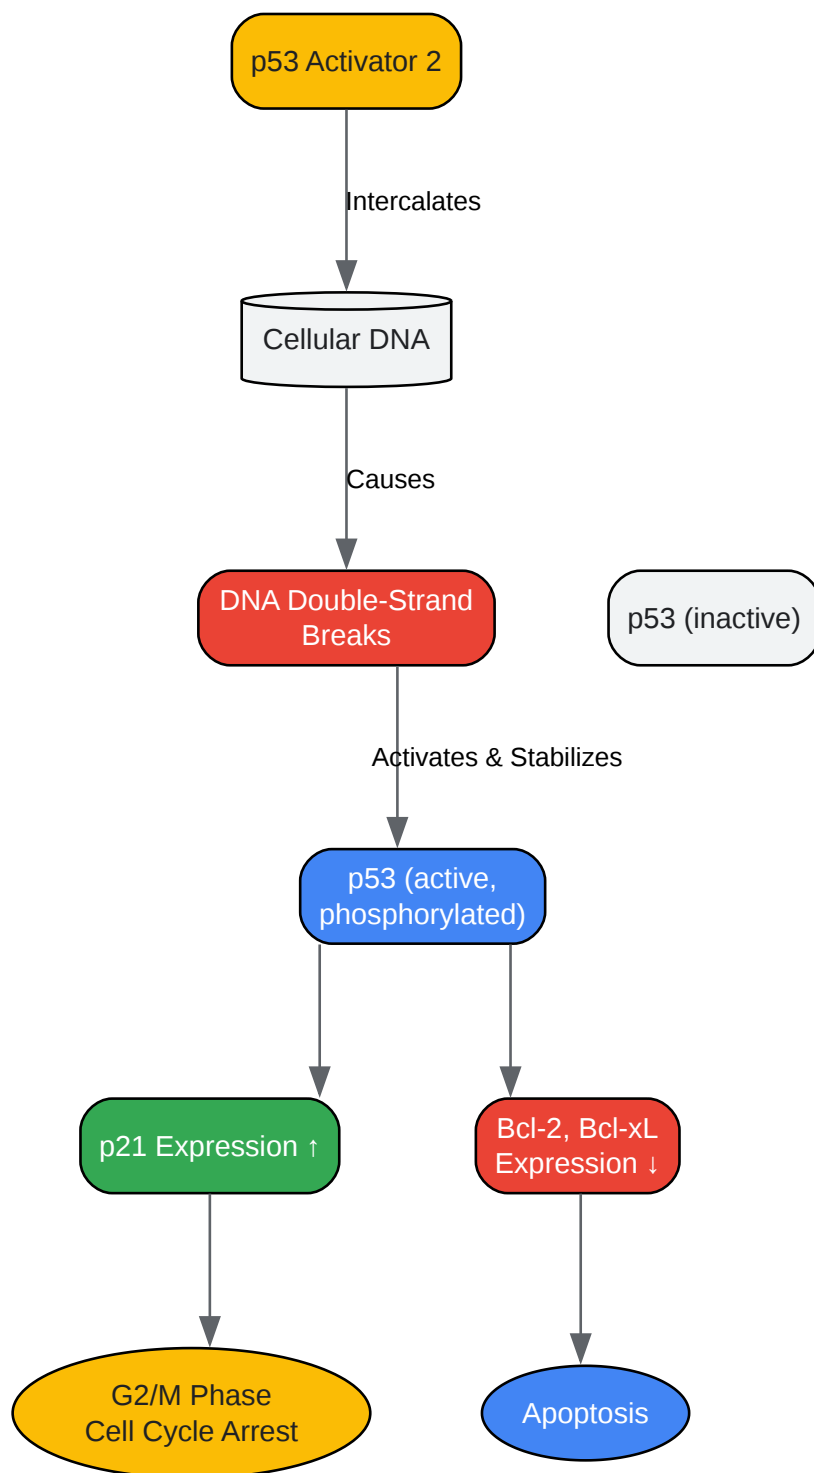 p53 Activator 2
Intercalates
Cellular DNA
Causes
DNA Double-Strand
Breaks
p53 (inactive)
Activates & Stabilizes
p53 (active,
phosphorylated)
p21 Expression ↑
Bcl-2, Bcl-xL
Expression ↓
G2/M Phase
Cell Cycle Arrest
Apoptosis